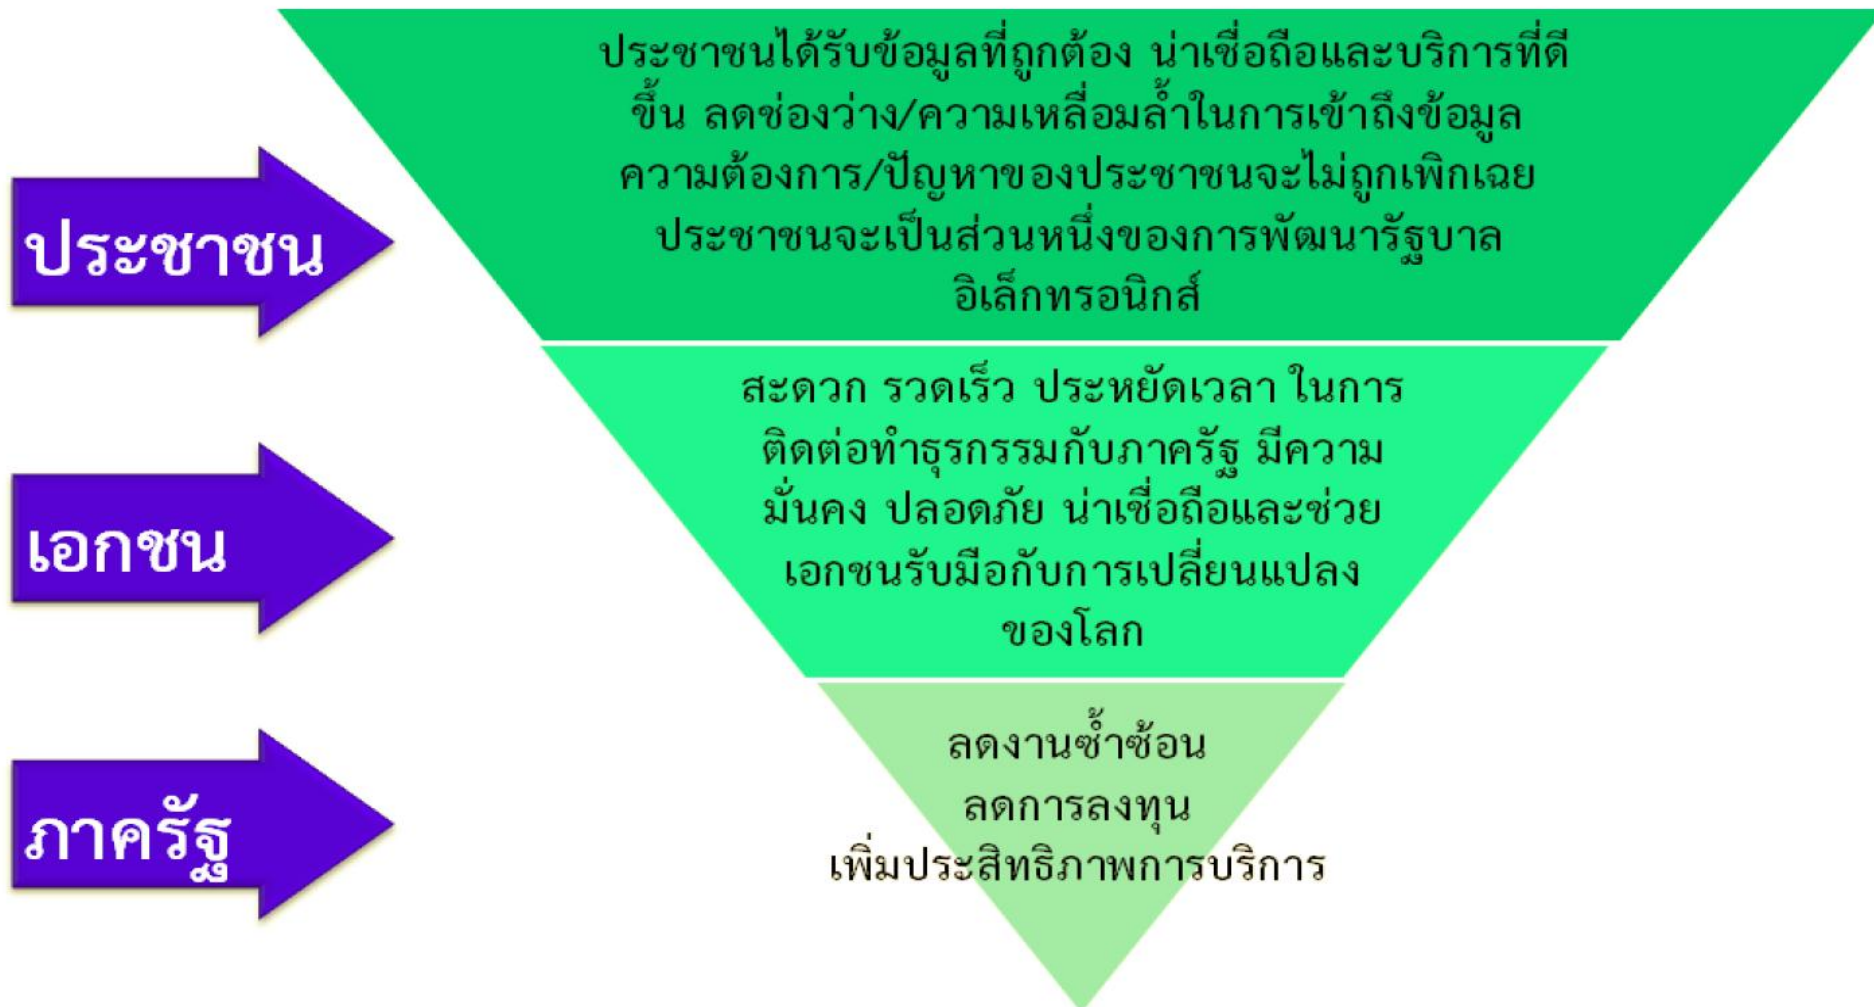 ประชาชนได้รับข้อมูลที่ถูกต้อง น่าเชื่อถือและบริการที่ดี
ขึ้น ลดช่องว่าง/ความเหลื่อมล้ำในการเข้าถึงข้อมูล
ความต้องการ/ปัญหาของประชาชนจะไม่ถูกเพิกเฉย
ประชาชนจะเป็นส่วนหนึ่งของการพัฒนารัฐบาล
อิเล็กทรอนิกส์
ประชาชน
สะดวก รวดเร็ว ประหยัดเวลา ในการ
ติดต่อทำธุรกรรมกับภาครัฐ มีความ
มั่นคง ปลอดภัย น่าเชื่อถือและช่วย
เอกชนรับมือกับการเปลี่ยนแปลง
ของโลก
เอกชน
ลดงานซ้ำซ้อน
ลดการลงทุน
เพิ่มประสิทธิภาพการบริการ
ภาครัฐ